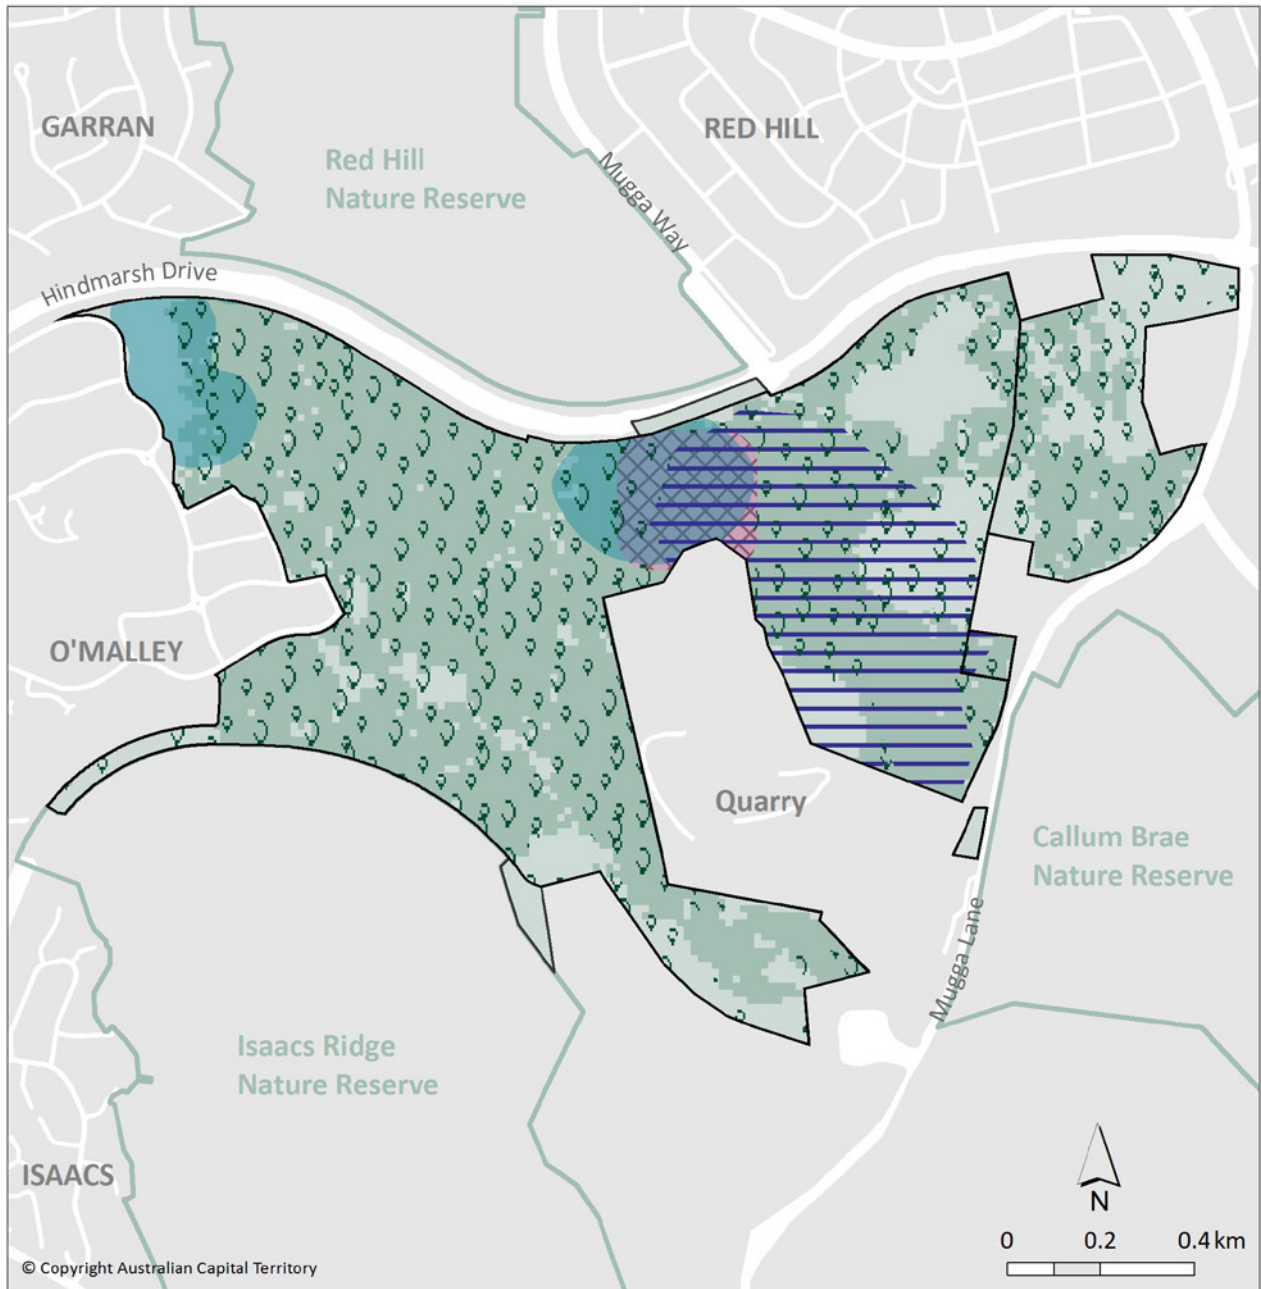 GARRAN
RED HILL
Red Hill
Nature Reserve
Mugga Way
Hindmarsh Drive
O'MALLEY
Quarry
Callum Brae
Nature Reserve
Mugga Lane
Isaacs Ridge
Nature Reserve
ISAACS
N
0 0.2 0.4 km
© Copyright Australian Capital Territory